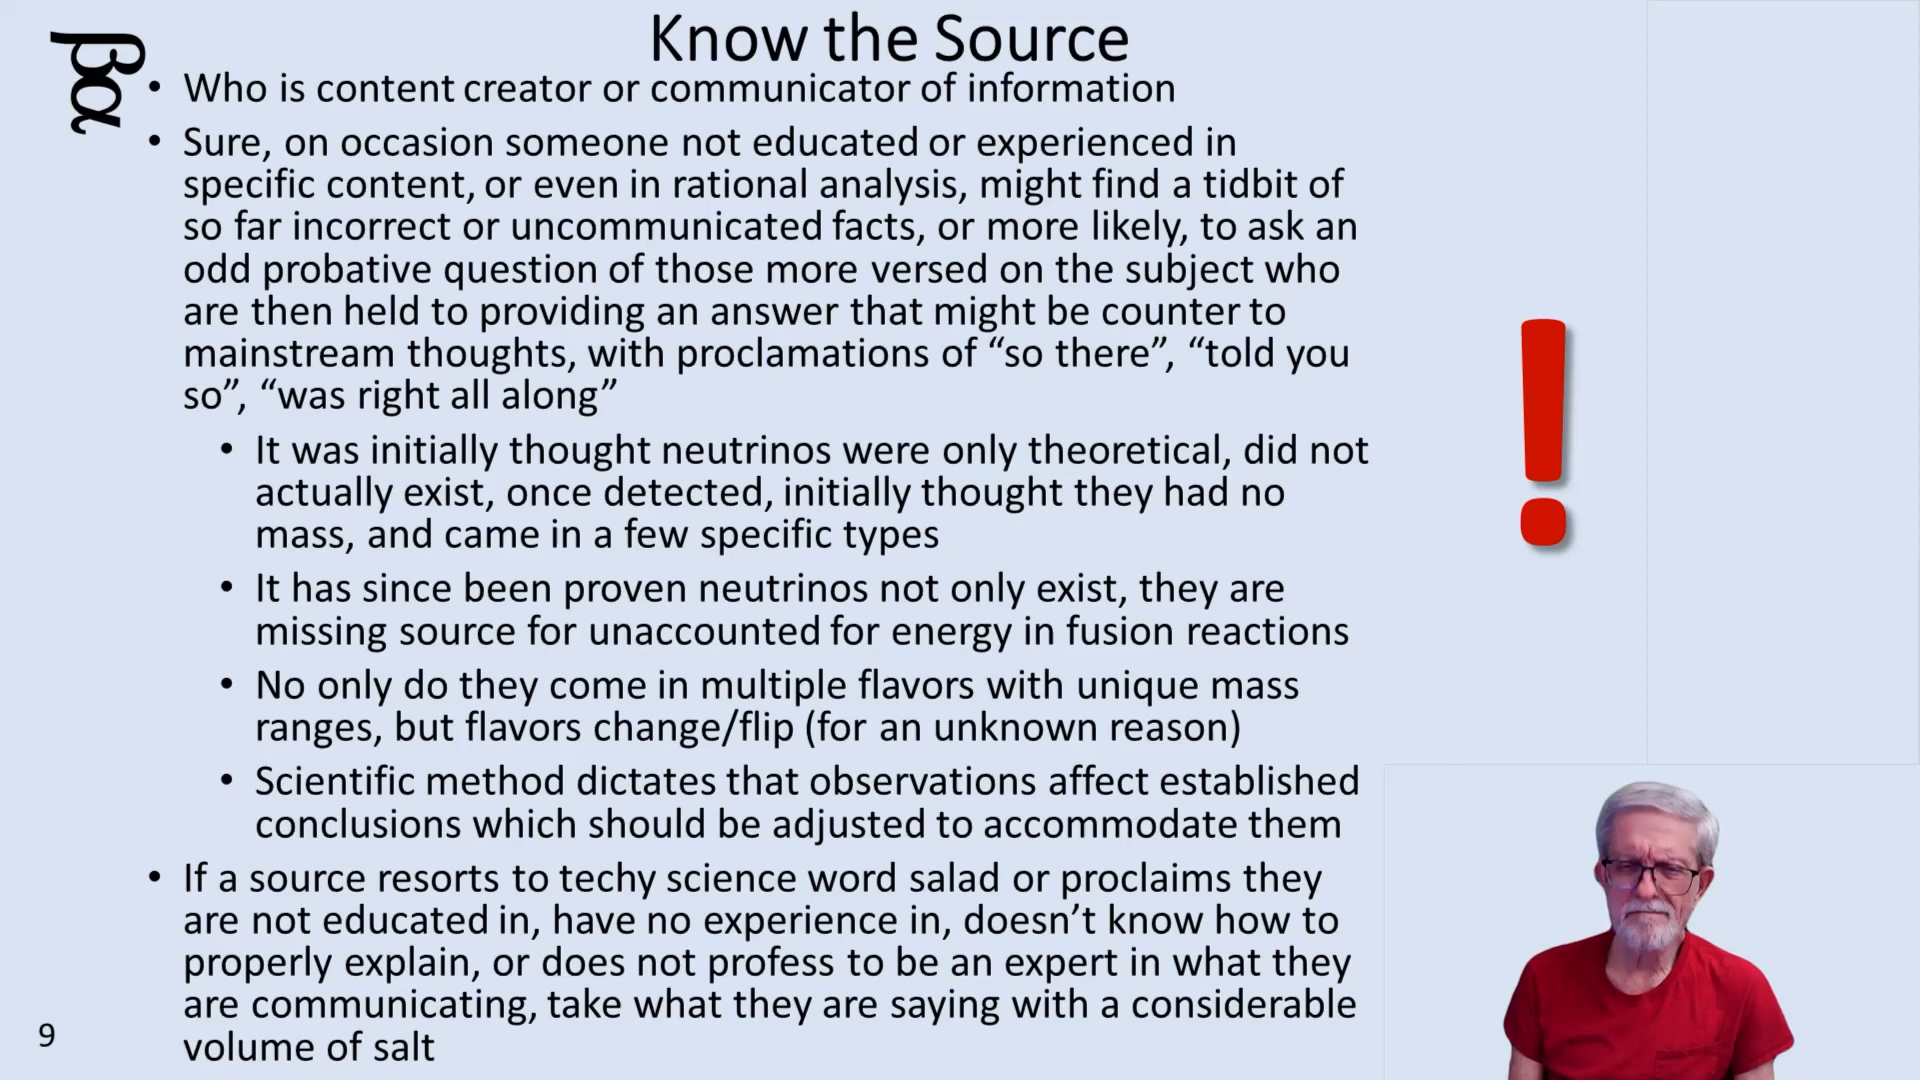 Know the Source
βα
• Who is content creator or communicator of information
• Sure, on occasion someone not educated or experienced in
specific content, or even in rational analysis, might find a tidbit of
so far incorrect or uncommunicated facts, or more likely, to ask an
odd probative question of those more versed on the subject who
are then held to providing an answer that might be counter to
mainstream thoughts, with proclamations of “so there”, “told you
so”, “was right all along”
• It was initially thought neutrinos were only theoretical, did not
actually exist, once detected, initially thought they had no
mass, and came in a few specific types
• It has since been proven neutrinos not only exist, they are
missing source for unaccounted for energy in fusion reactions
• No only do they come in multiple flavors with unique mass
ranges, but flavors change/flip (for an unknown reason)
• Scientific method dictates that observations affect established
conclusions which should be adjusted to accommodate them
• If a source resorts to techy science word salad or proclaims they
are not educated in, have no experience in, doesn’t know how to
properly explain, or does not profess to be an expert in what they
are communicating, take what they are saying with a considerable
volume of salt
!
9